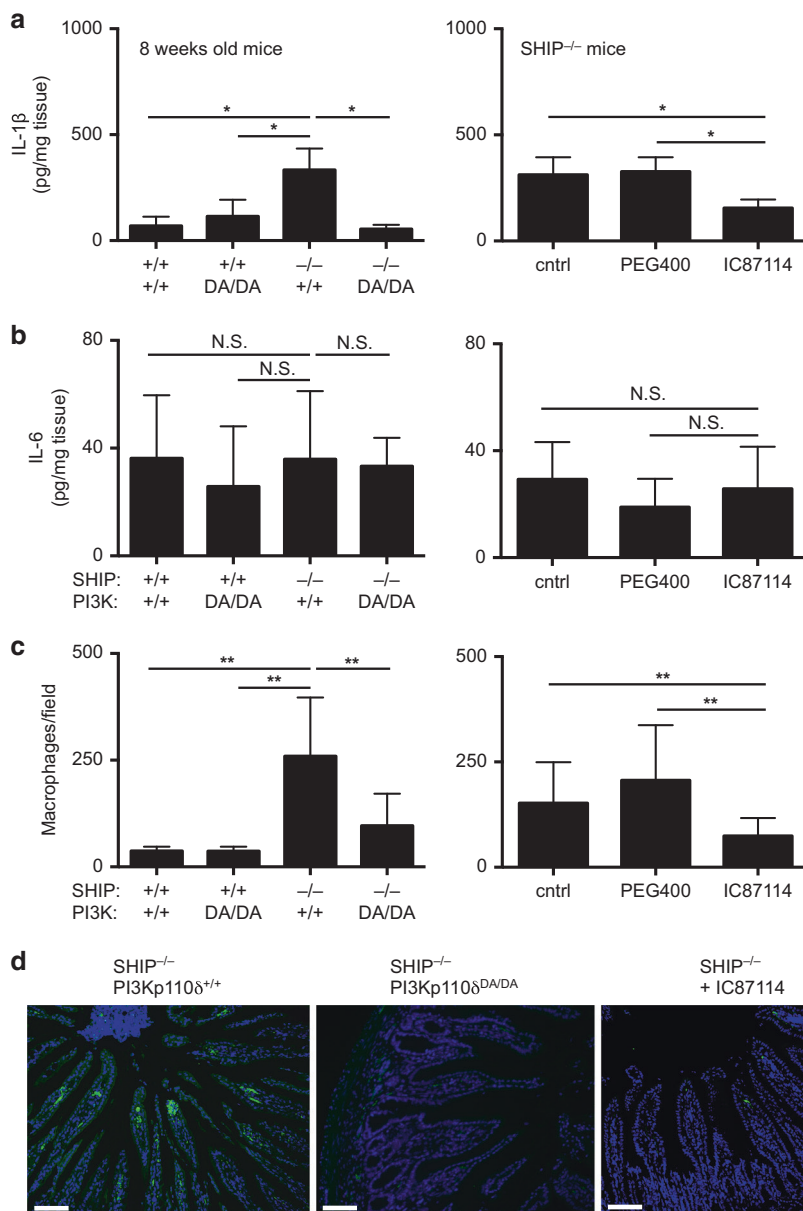 a
8 weeks old mice
IL-1β
(pg/mg tissue)
1000
500
0
*
*
*
+/+ +/+ –/– –/–
+/+ DA/DA +/+ DA/DA
SHIP–/– mice
1000
500
0
*
*
cntrl PEG400 IC87114
b
IL-6
(pg/mg tissue)
80
40
0
N.S.
N.S.
N.S.
SHIP: +/+ +/+ –/– –/–
PI3K: +/+ DA/DA +/+ DA/DA
80
40
0
N.S.
N.S.
cntrl PEG400 IC87114
c
Macrophages/field
500
250
0
**
**
**
SHIP: +/+ +/+ –/– –/–
PI3K: +/+ DA/DA +/+ DA/DA
500
250
0
**
**
cntrl PEG400 IC87114
d
SHIP–/–
PI3Kp110δ+/+
SHIP–/–
PI3Kp110δDA/DA
SHIP–/–
+ IC87114